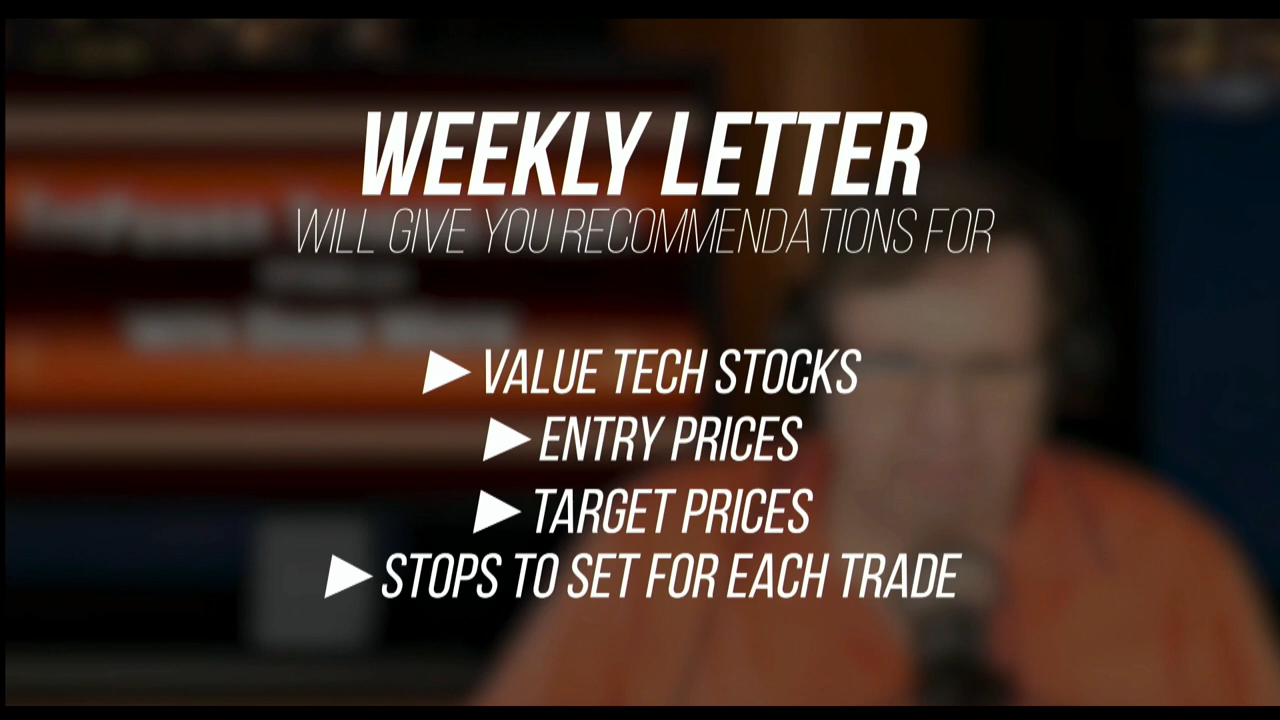 WEEKLY LETTER
WILL GIVE YOU RECOMMENDATIONS FOR
▶ VALUE TECH STOCKS
▶ ENTRY PRICES
▶ TARGET PRICES
▶ STOPS TO SET FOR EACH TRADE